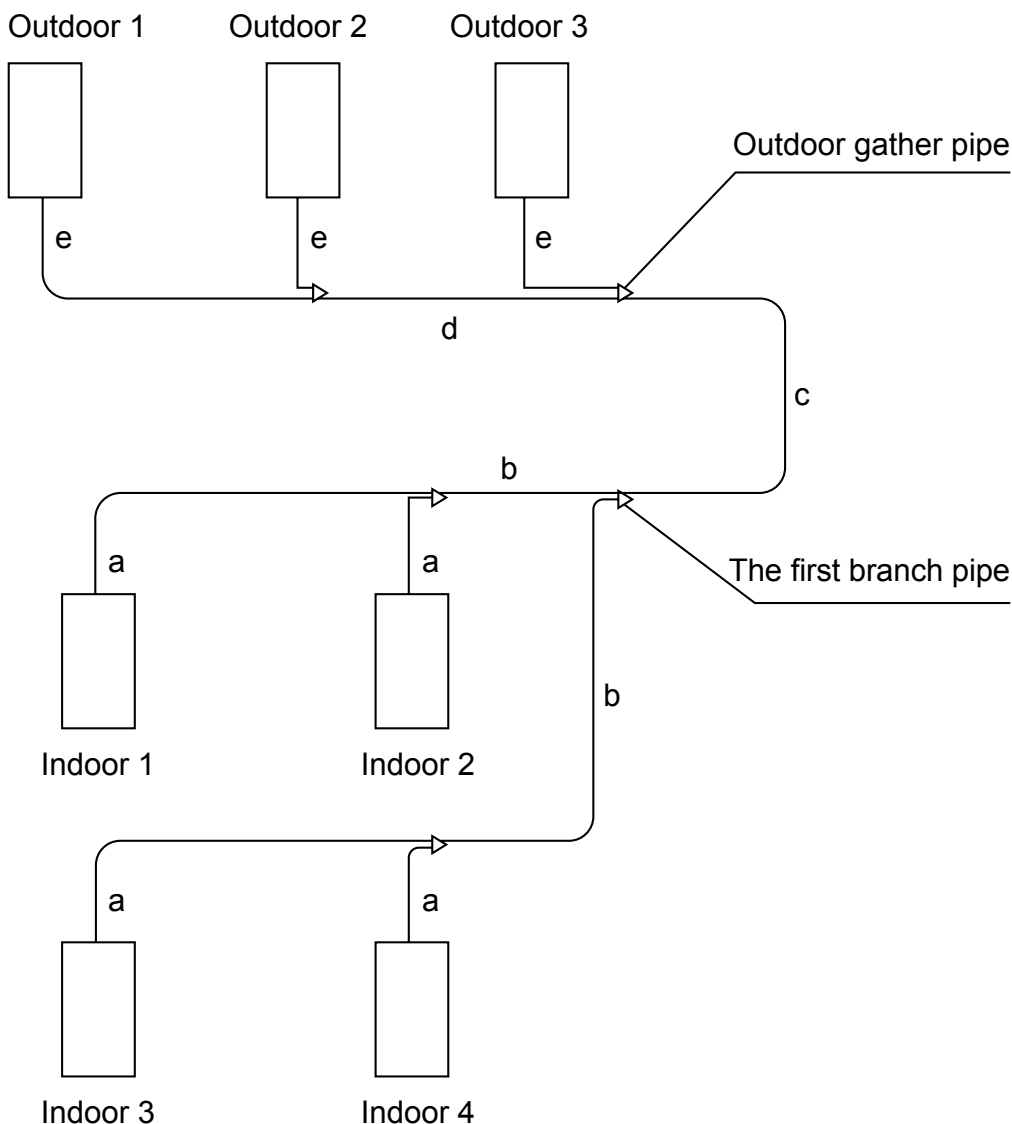 Outdoor 1
Outdoor 2
Outdoor 3
Outdoor gather pipe
e
e
e
d
c
b
a
a
The first branch pipe
b
Indoor 1
Indoor 2
a
a
Indoor 3
Indoor 4